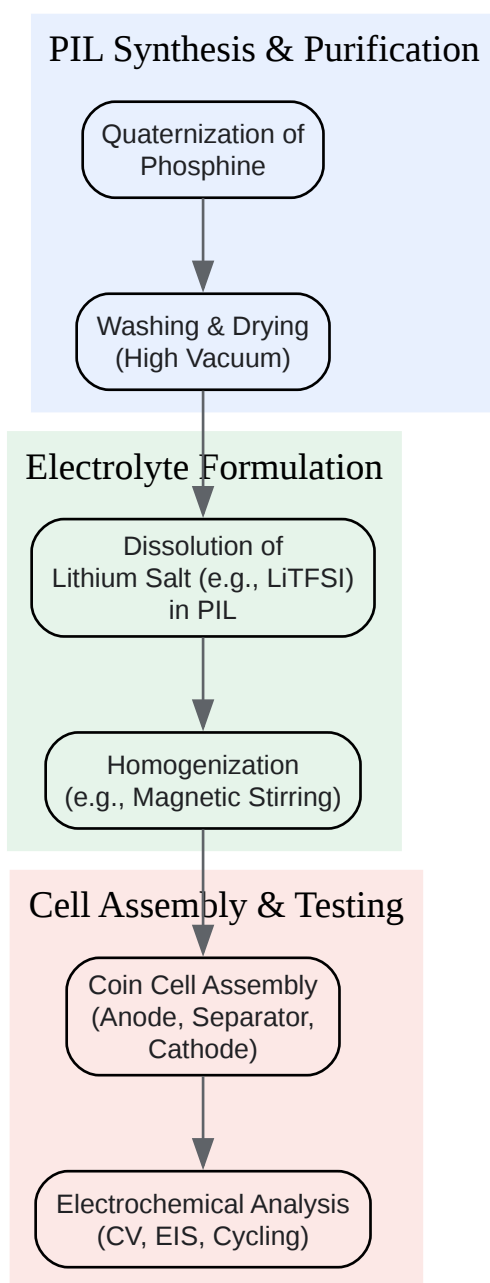 PIL Synthesis & Purification
Quaternization of
Phosphine
Washing & Drying
(High Vacuum)
Electrolyte Formulation
Dissolution of
Lithium Salt (e.g., LiTFSI)
in PIL
Homogenization
(e.g., Magnetic Stirring)
Cell Assembly & Testing
Coin Cell Assembly
(Anode, Separator,
Cathode)
Electrochemical Analysis
(CV, EIS, Cycling)